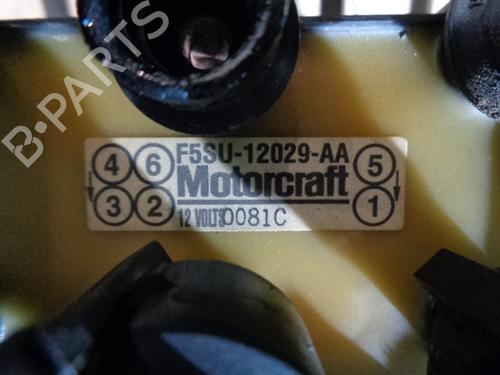 B-PARTS
F5SU-12029-AA
4 6 Motorcraft 5
3 2 12 VOLTS 0081C 1